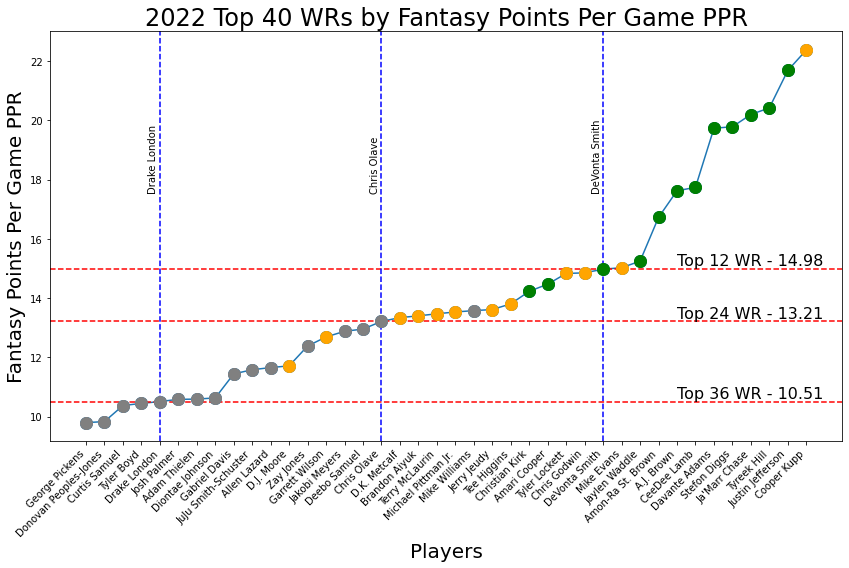 2022 Top 40 WRs by Fantasy Points Per Game PPR
Fantasy Points Per Game PPR
22
20
18
16
14
12
10
Drake London
Chris Olave
DeVonta Smith
Top 12 WR - 14.98
Top 24 WR - 13.21
Top 36 WR - 10.51
George Pickens
Donovan Peoples-Jones
Curtis Samuel
Tyler Boyd
Drake London
Josh Palmer
Adam Thielen
Diontae Johnson
Gabriel Davis
JuJu Smith-Schuster
Allen Lazard
D.J. Moore
Zay Jones
Garrett Wilson
Jakobi Meyers
Deebo Samuel
Chris Olave
D.K. Metcalf
Brandon Aiyuk
Terry McLaurin
Michael Pittman Jr.
Mike Williams
Jerry Jeudy
Tee Higgins
Christian Kirk
Amari Cooper
Tyler Lockett
Chris Godwin
DeVonta Smith
Mike Evans
Jaylen Waddle
Amon-Ra St. Brown
A.J. Brown
CeeDee Lamb
Davante Adams
Stefon Diggs
Ja'Marr Chase
Tyreek Hill
Justin Jefferson
Cooper Kupp
Players